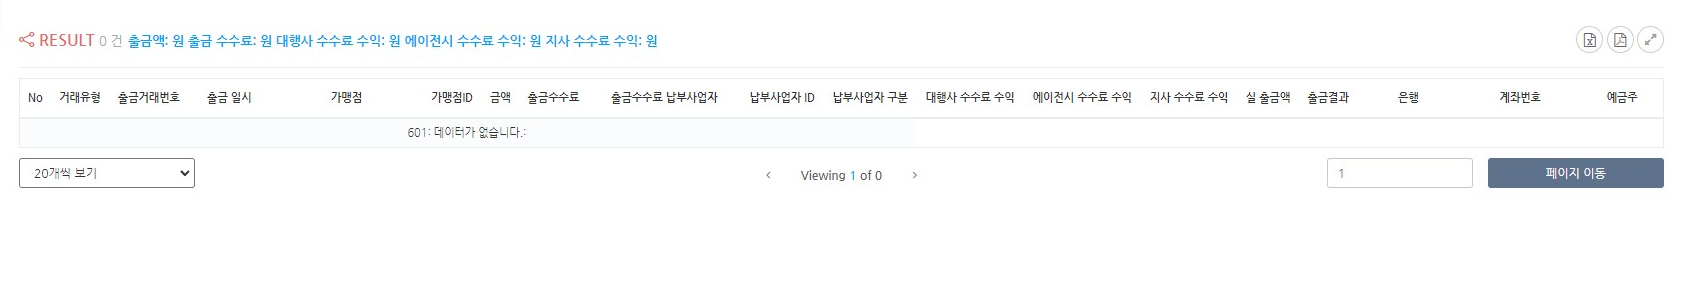 RESULT 0 건 출금액: 원 출금 수수료: 원 대행사 수수료 수익: 원 에이전시 수수료 수익: 원 지사 수수료 수익: 원
No 거래유형 출금거래번호 출금 일시 가맹점 가맹점ID 금액 출금수수료 출금수수료 납부사업자 납부사업자 ID 납부사업자 구분 대행사 수수료 수익 에이전시 수수료 수익 지사 수수료 수익 실 출금액 출금결과 은행 계좌번호 예금주
601: 데이터가 없습니다.:
20개씩 보기 Viewing 1 of 0 1 페이지 이동